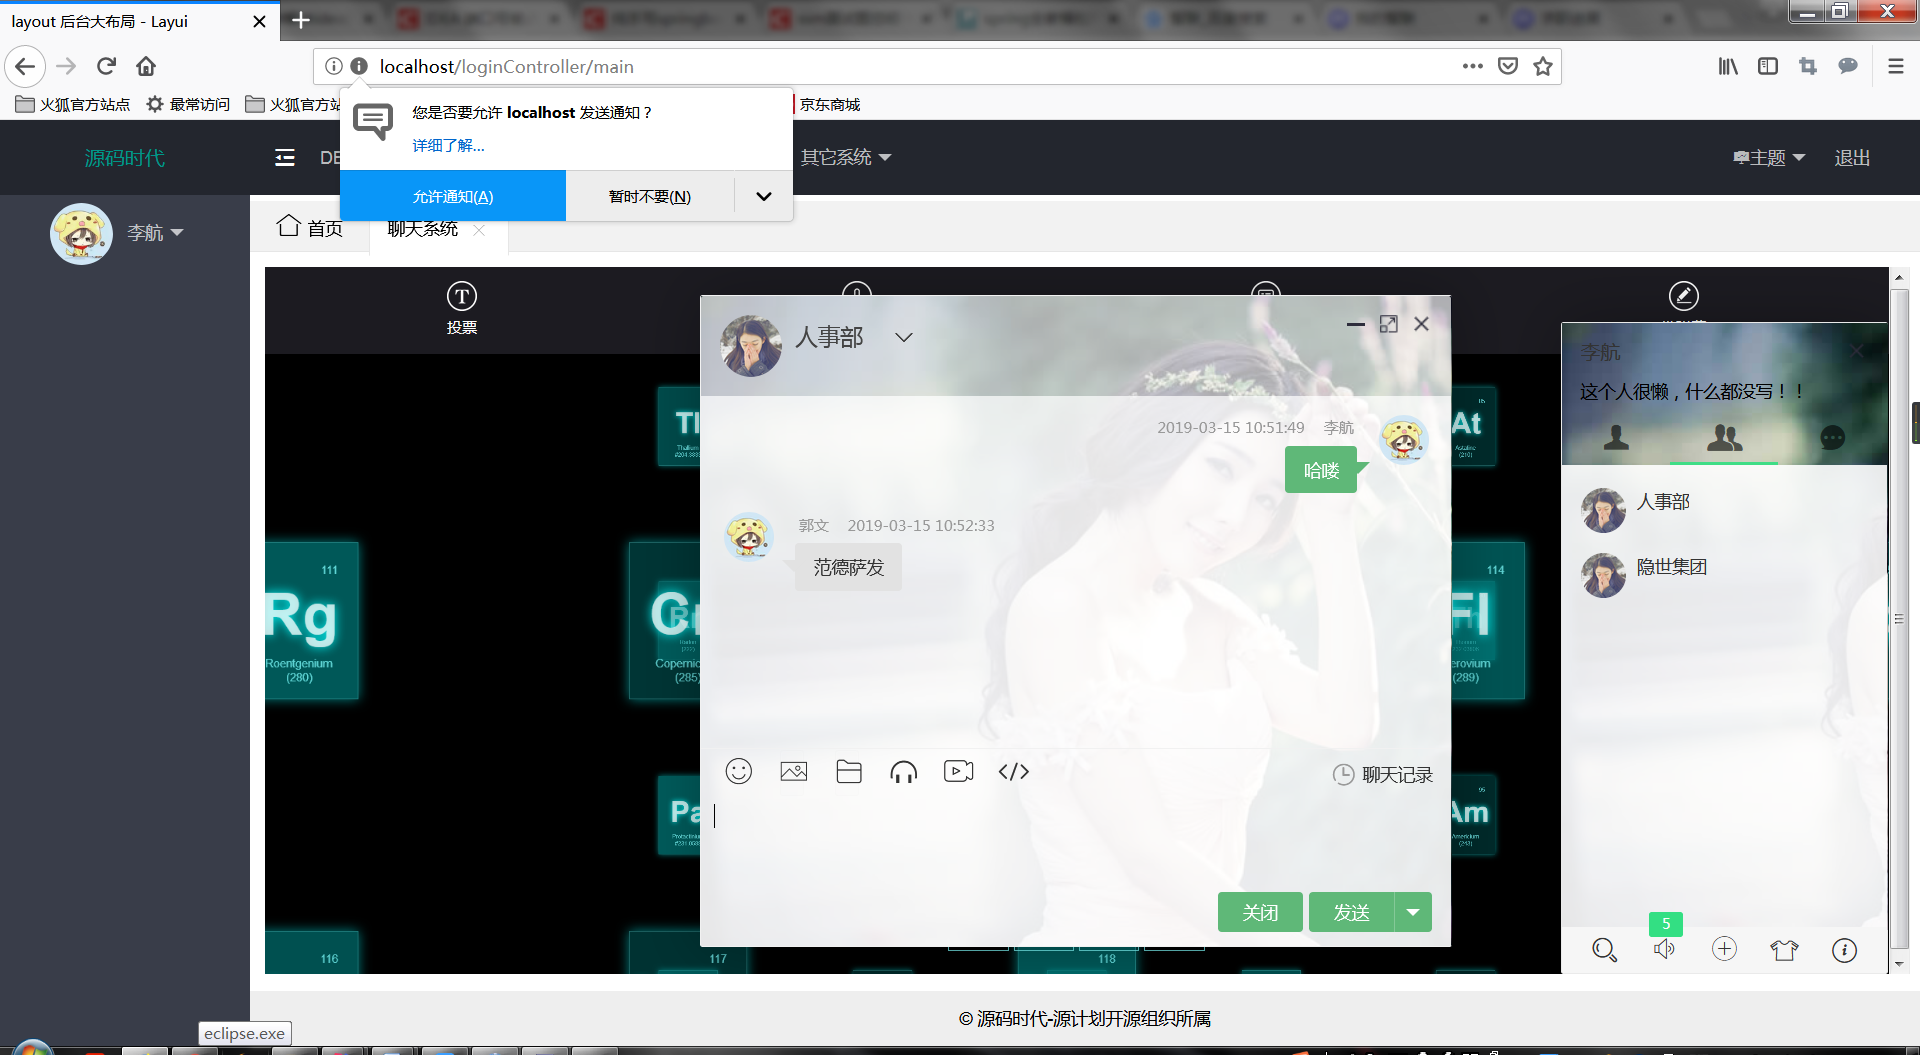 layout 后台大布局 - Layui
localhost/loginController/main
火狐官方站点
最常访问
火狐官方站
京东商城
您是否要允许 localhost 发送通知？
详细了解...
允许通知(A)
暂时不要(N)
源码时代
DE
其它系统
主题
退出
李航
首页
聊天系统
投票
人事部
2019-03-15 10:51:49 李航
哈喽
郭文 2019-03-15 10:52:33
范德萨发
聊天记录
关闭
发送
李航
这个人很懒，什么都没写！！
人事部
隐世集团
5
111
Rg
Roentgenium
(280)
Copernic
(285)
114
Fl
erovium
(289)
At
Pa
Am
116
117
118
© 源码时代-源计划开源组织所属
eclipse.exe